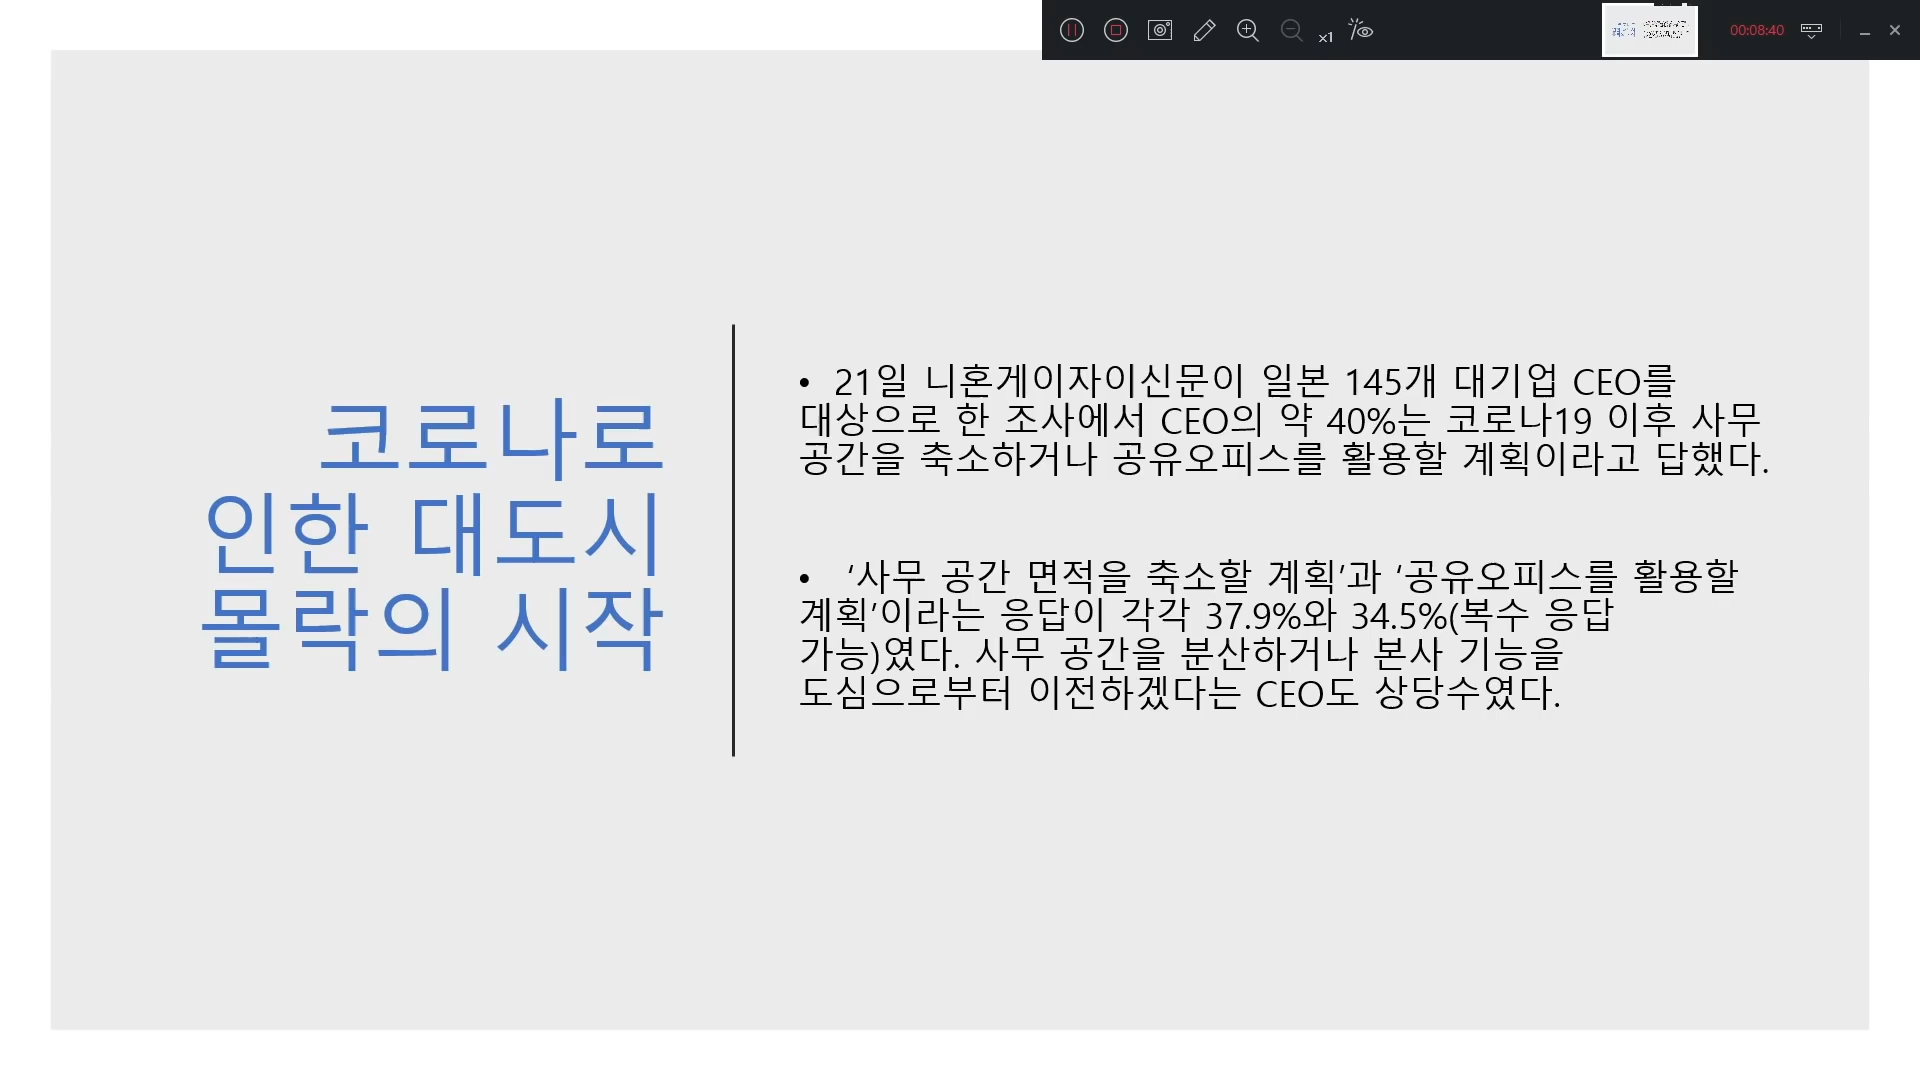 x1
00:08:40
코로나로
인한 대도시
몰락의 시작
• 21일 니혼게이자이신문이 일본 145개 대기업 CEO를
대상으로 한 조사에서 CEO의 약 40%는 코로나19 이후 사무
공간을 축소하거나 공유오피스를 활용할 계획이라고 답했다.
• ‘사무 공간 면적을 축소할 계획’과 ‘공유오피스를 활용할
계획’이라는 응답이 각각 37.9%와 34.5%(복수 응답
가능)였다. 사무 공간을 분산하거나 본사 기능을
도심으로부터 이전하겠다는 CEO도 상당수였다.